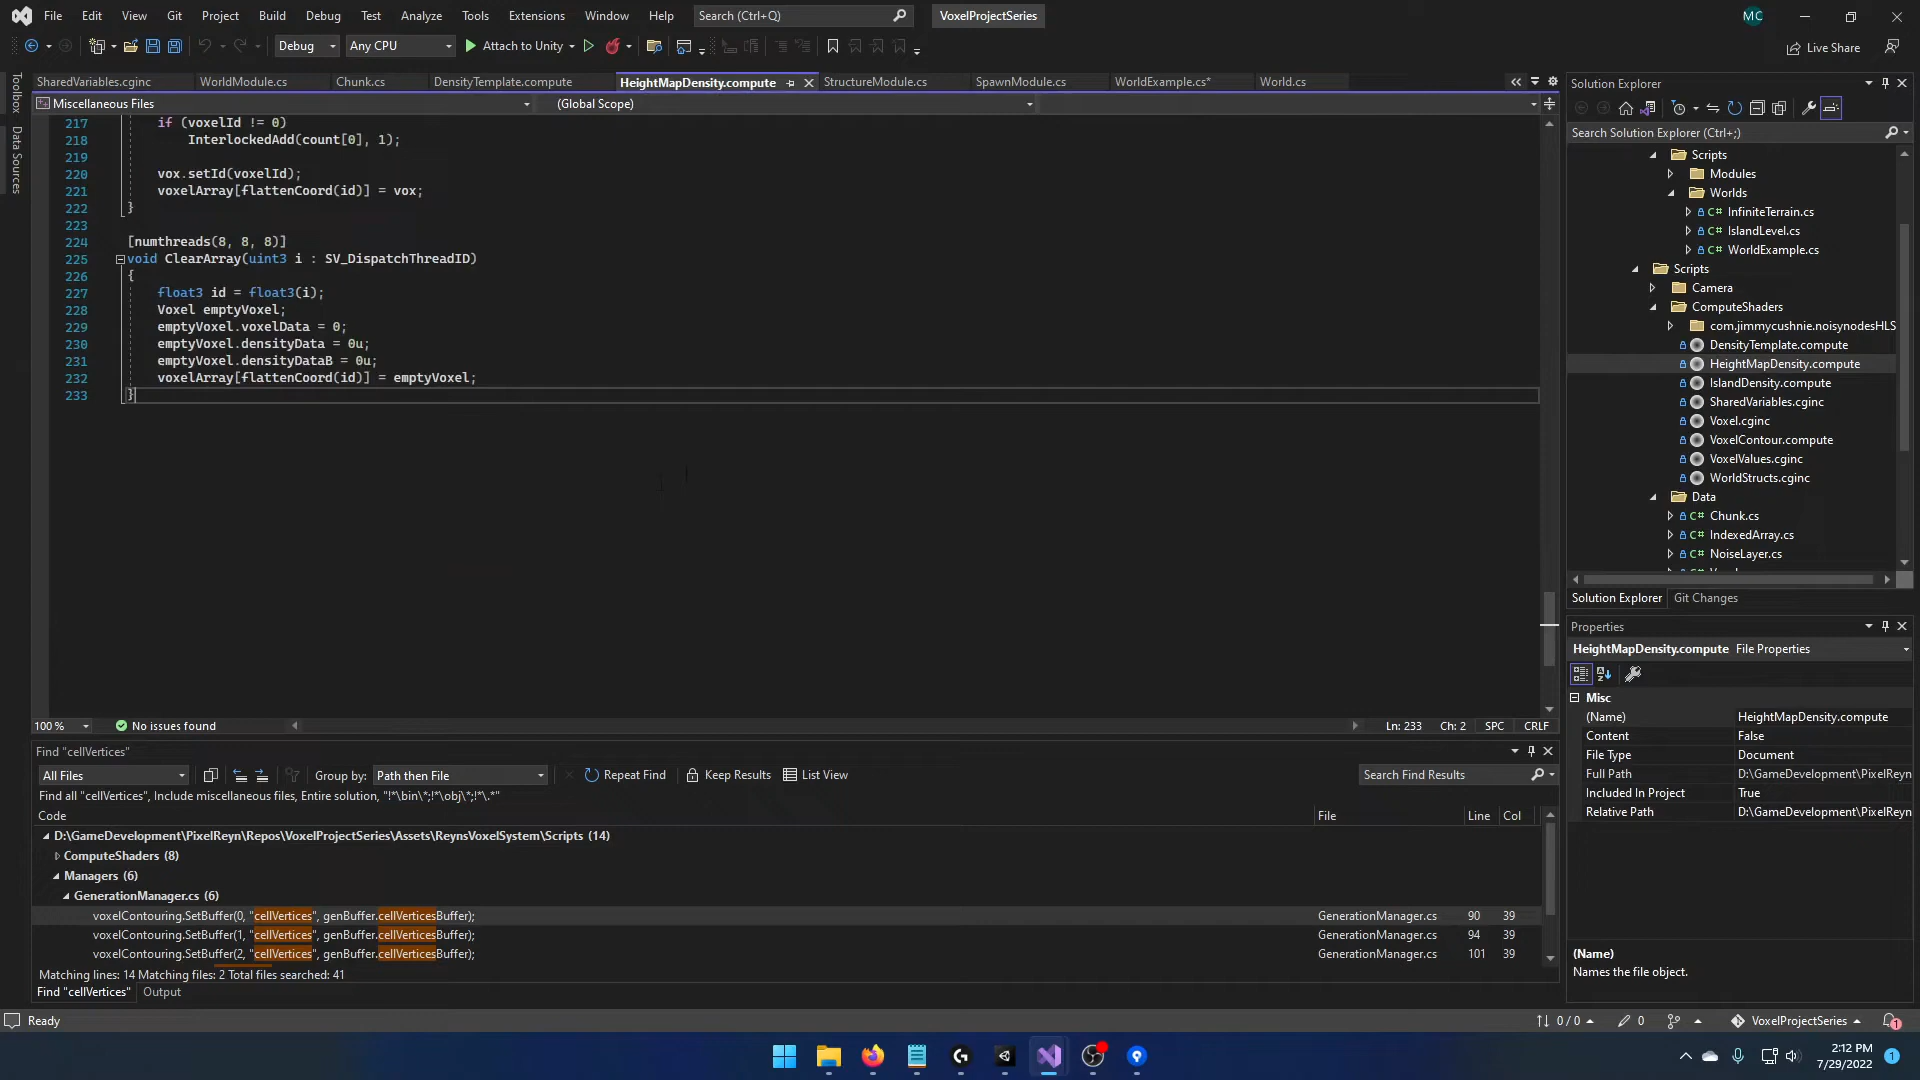 File Edit View Git Project Build Debug Test Analyze Tools Extensions Window Help Search (Ctrl+Q) VoxelProjectSeries MC
Debug Any CPU Attach to Unity Live Share
SharedVariables.cginc WorldModule.cs Chunk.cs DensityTemplate.compute HeightMapDensity.compute StructureModule.cs SpawnModule.cs WORLDExample.cs* World.cs
Miscellaneous Files (Global Scope)
217 if (voxelId != 0)
218 InterlockedAdd(count[0], 1);
219
220 vox.setId(voxelId);
221 voxelArray[flattenCoord(id)] = vox;
222 }
223
224 [numthreads(8, 8, 8)]
225 void ClearArray(uint3 i : SV_DispatchThreadID)
226 {
227 float3 id = float3(i);
228 Voxel emptyVoxel;
229 emptyVoxel.voxelData = 0;
230 emptyVoxel.densityData = 0u;
231 emptyVoxel.densityDataB = 0u;
232 voxelArray[flattenCoord(id)] = emptyVoxel;
233 }
100 % No issues found Ln: 233 Ch: 2 SPC CRLF
Toolbox
Data Sources
Find "cellVertices"
All Files Group by: Path then File Repeat Find Keep Results List View Search Find Results
Find all "cellVertices", Include miscellaneous files, Entire solution, "!*\bin\*;!*\obj\*;!*\.*"
Code File Line Col
D:\GameDevelopment\PixelReyn\Repos\VoxelProjectSeries\Assets\ReynsVoxelSystem\Scripts (14)
ComputeShaders (8)
Managers (6)
GenerationManager.cs (6)
voxelContouring.SetBuffer(0, "cellVertices", genBuffer.cellVerticesBuffer); GenerationManager.cs 90 39
voxelContouring.SetBuffer(1, "cellVertices", genBuffer.cellVerticesBuffer); GenerationManager.cs 94 39
voxelContouring.SetBuffer(2, "cellVertices", genBuffer.cellVerticesBuffer); GenerationManager.cs 101 39
Matching lines: 14 Matching files: 2 Total files searched: 41
Find "cellVertices" Output
Solution Explorer
Search Solution Explorer (Ctrl+;)
Scripts
Modules
Worlds
C# InfiniteTerrain.cs
C# IslandLevel.cs
C# WorldExample.cs
Scripts
Camera
ComputeShaders
com.jimmycushnie.noisynodesHLS
DensityTemplate.compute
HeightMapDensity.compute
IslandDensity.compute
SharedVariables.cginc
Voxel.cginc
VoxelContour.compute
VoxelValues.cginc
WorldStructs.cginc
Data
C# Chunk.cs
C# IndexedArray.cs
C# NoiseLayer.cs
Solution Explorer Git Changes
Properties
HeightMapDensity.compute File Properties
Misc
(Name) HeightMapDensity.compute
Content False
File Type Document
Full Path D:\GameDevelopment\PixelReyn
Included In Project True
Relative Path D:\GameDevelopment\PixelReyn
(Name)
Names the file object.
Ready 0 / 0 0 VoxelProjectSeries 1
2:12 PM
7/29/2022 1